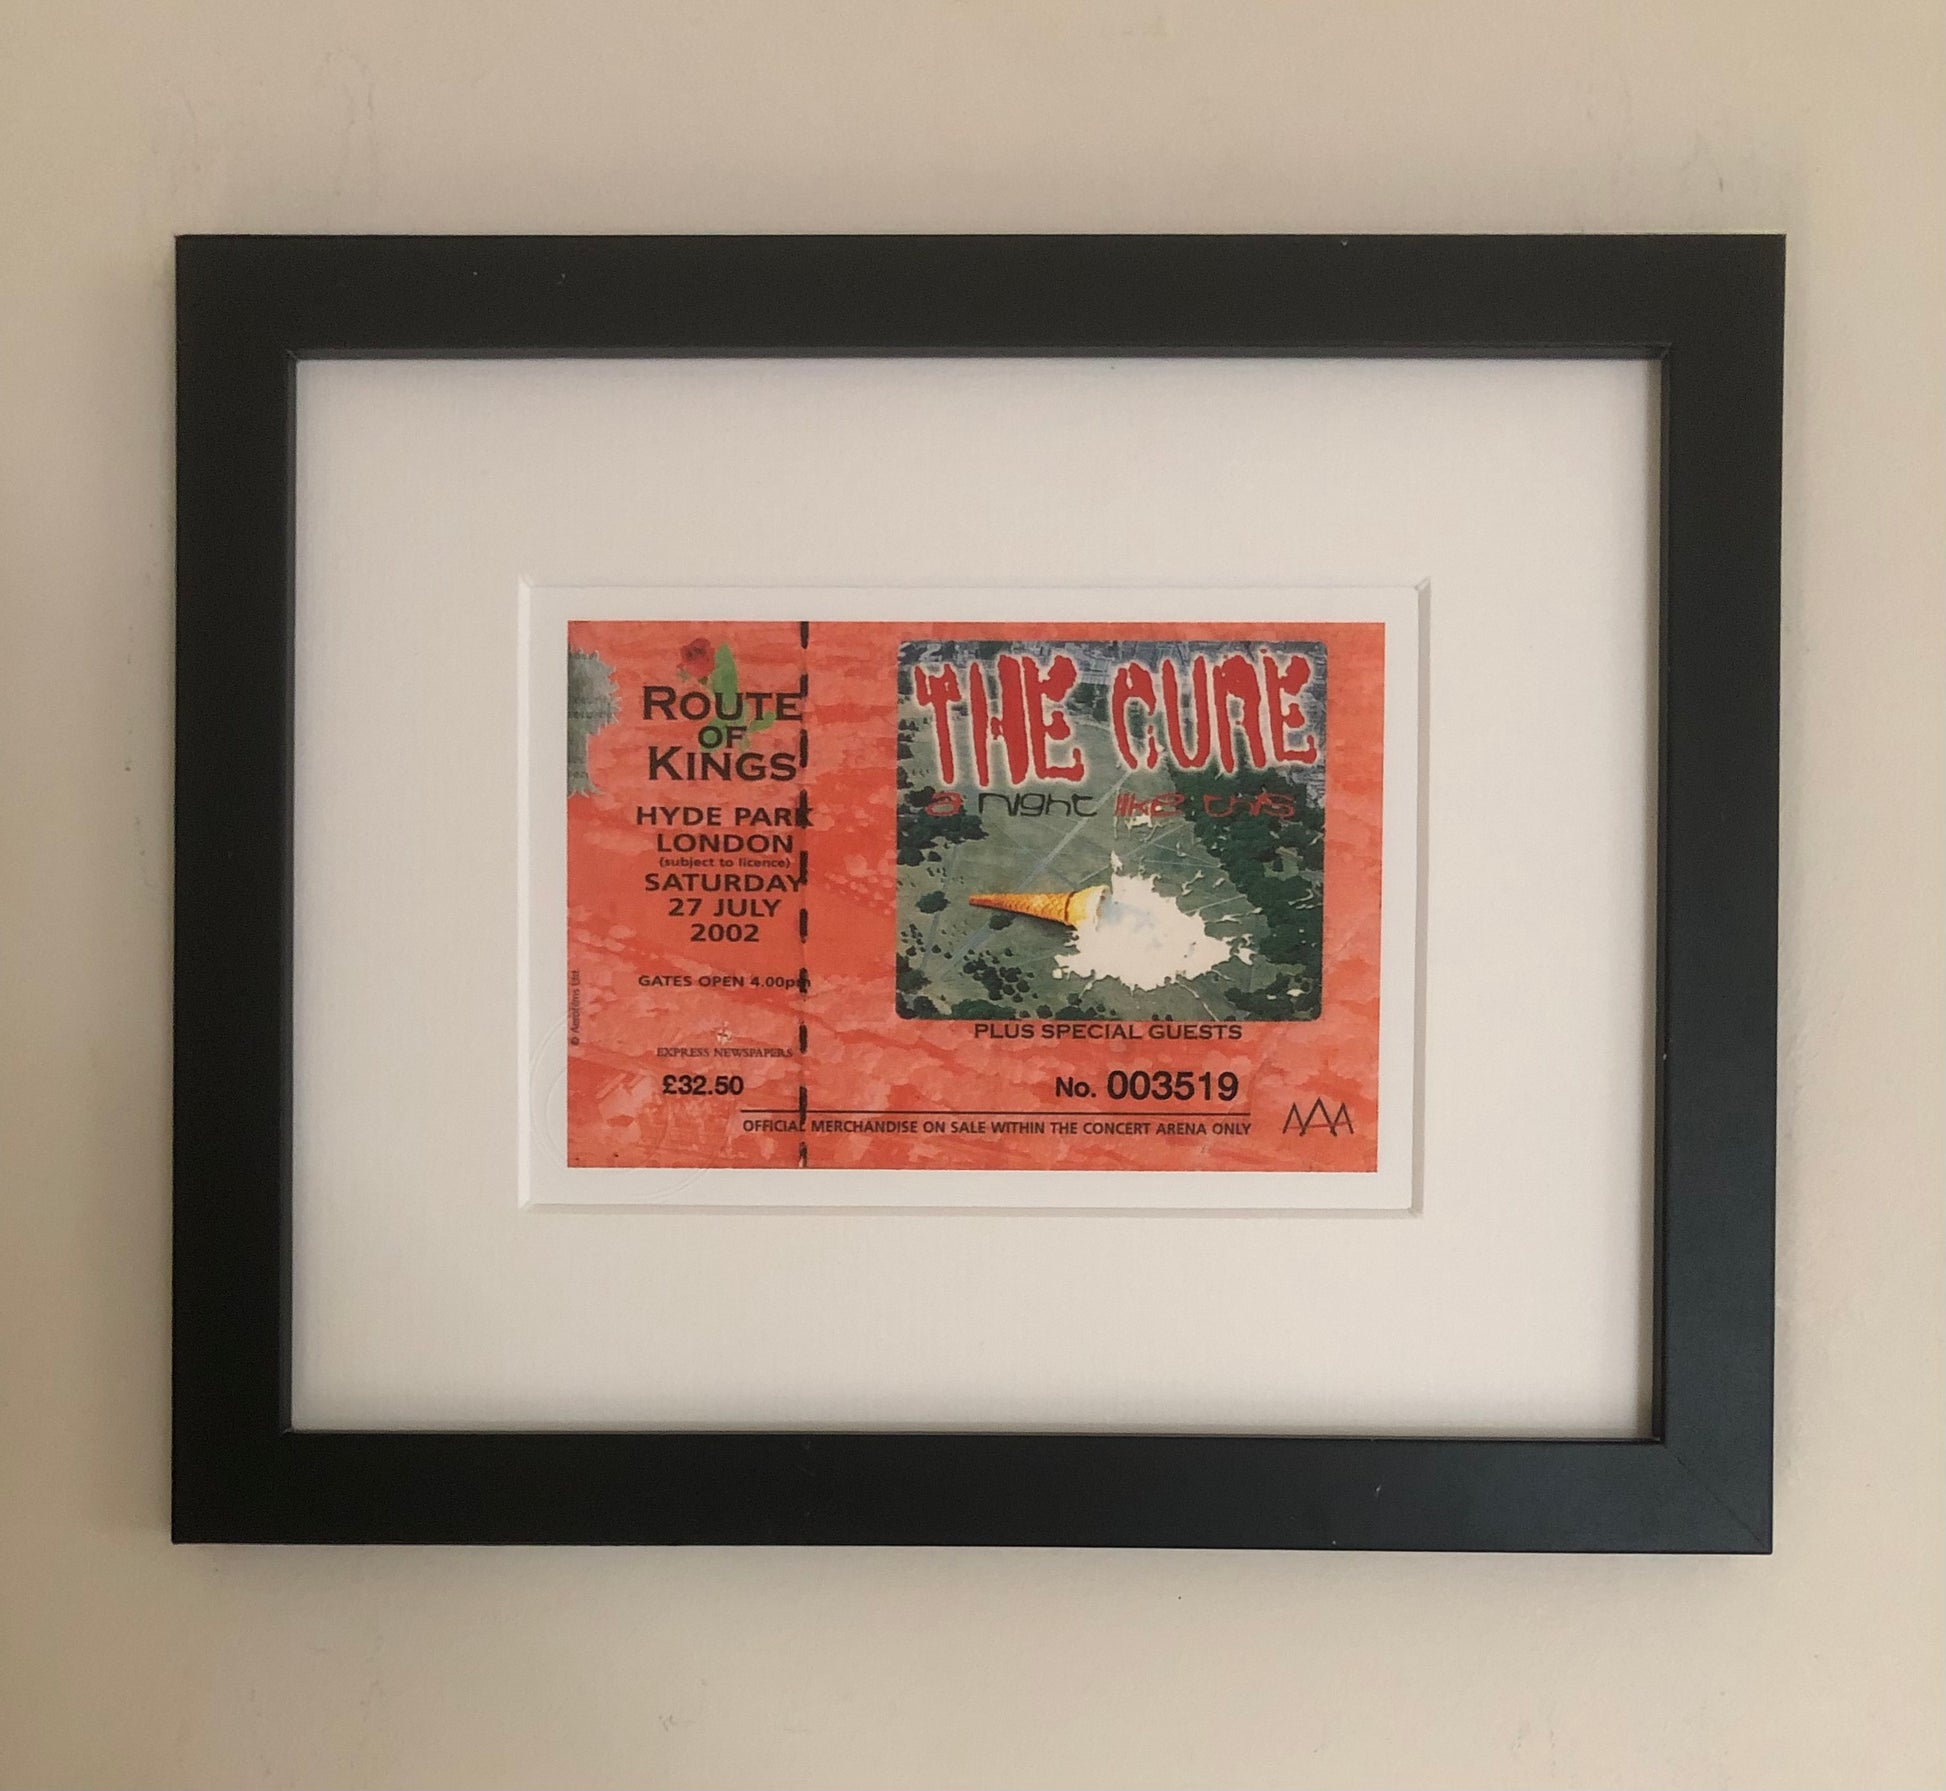 ROUTE
OF
KINGS
HYDE PARK
LONDON
(subject to licence)
SATURDAY
27 JULY
2002
GATES OPEN 4.00pm
© Aerofilms Ltd
EXPRESS NEWSPAPERS
£32.50
THE CURE
a night like this
PLUS SPECIAL GUESTS
No. 003519
OFFICIAL MERCHANDISE ON SALE WITHIN THE CONCERT ARENA ONLY